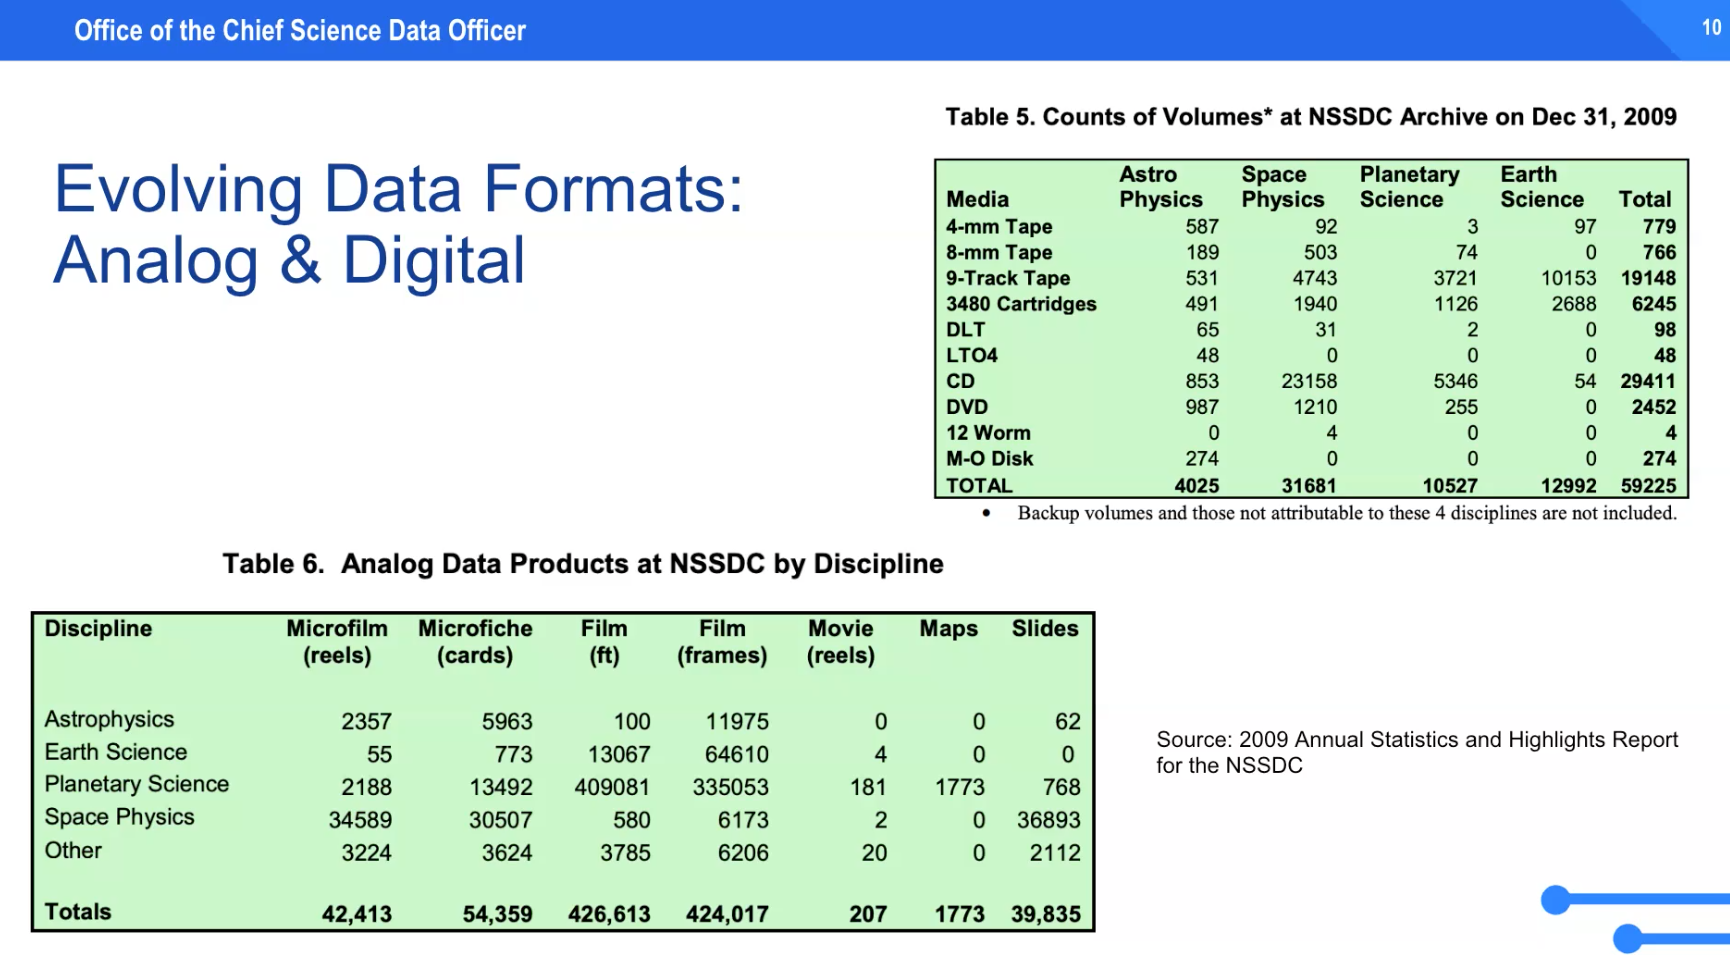 Office of the Chief Science Data Officer
10
Evolving Data Formats:
Analog & Digital
Table 5. Counts of Volumes* at NSSDC Archive on Dec 31, 2009
Astro Space Planetary Earth
Media Physics Physics Science Science Total
4-mm Tape 587 92 3 97 779
8-mm Tape 189 503 74 0 766
9-Track Tape 531 4743 3721 10153 19148
3480 Cartridges 491 1940 1126 2688 6245
DLT 65 31 2 0 98
LTO4 48 0 0 0 48
CD 853 23158 5346 54 29411
DVD 987 1210 255 0 2452
12 Worm 0 4 0 0 4
M-O Disk 274 0 0 0 274
TOTAL 4025 31681 10527 12992 59225
• Backup volumes and those not attributable to these 4 disciplines are not included.
Table 6. Analog Data Products at NSSDC by Discipline
Discipline Microfilm Microfiche Film Film Movie Maps Slides
(reels) (cards) (ft) (frames) (reels)
Astrophysics 2357 5963 100 11975 0 0 62
Earth Science 55 773 13067 64610 4 0 0
Planetary Science 2188 13492 409081 335053 181 1773 768
Space Physics 34589 30507 580 6173 2 0 36893
Other 3224 3624 3785 6206 20 0 2112
Totals 42,413 54,359 426,613 424,017 207 1773 39,835
Source: 2009 Annual Statistics and Highlights Report
for the NSSDC